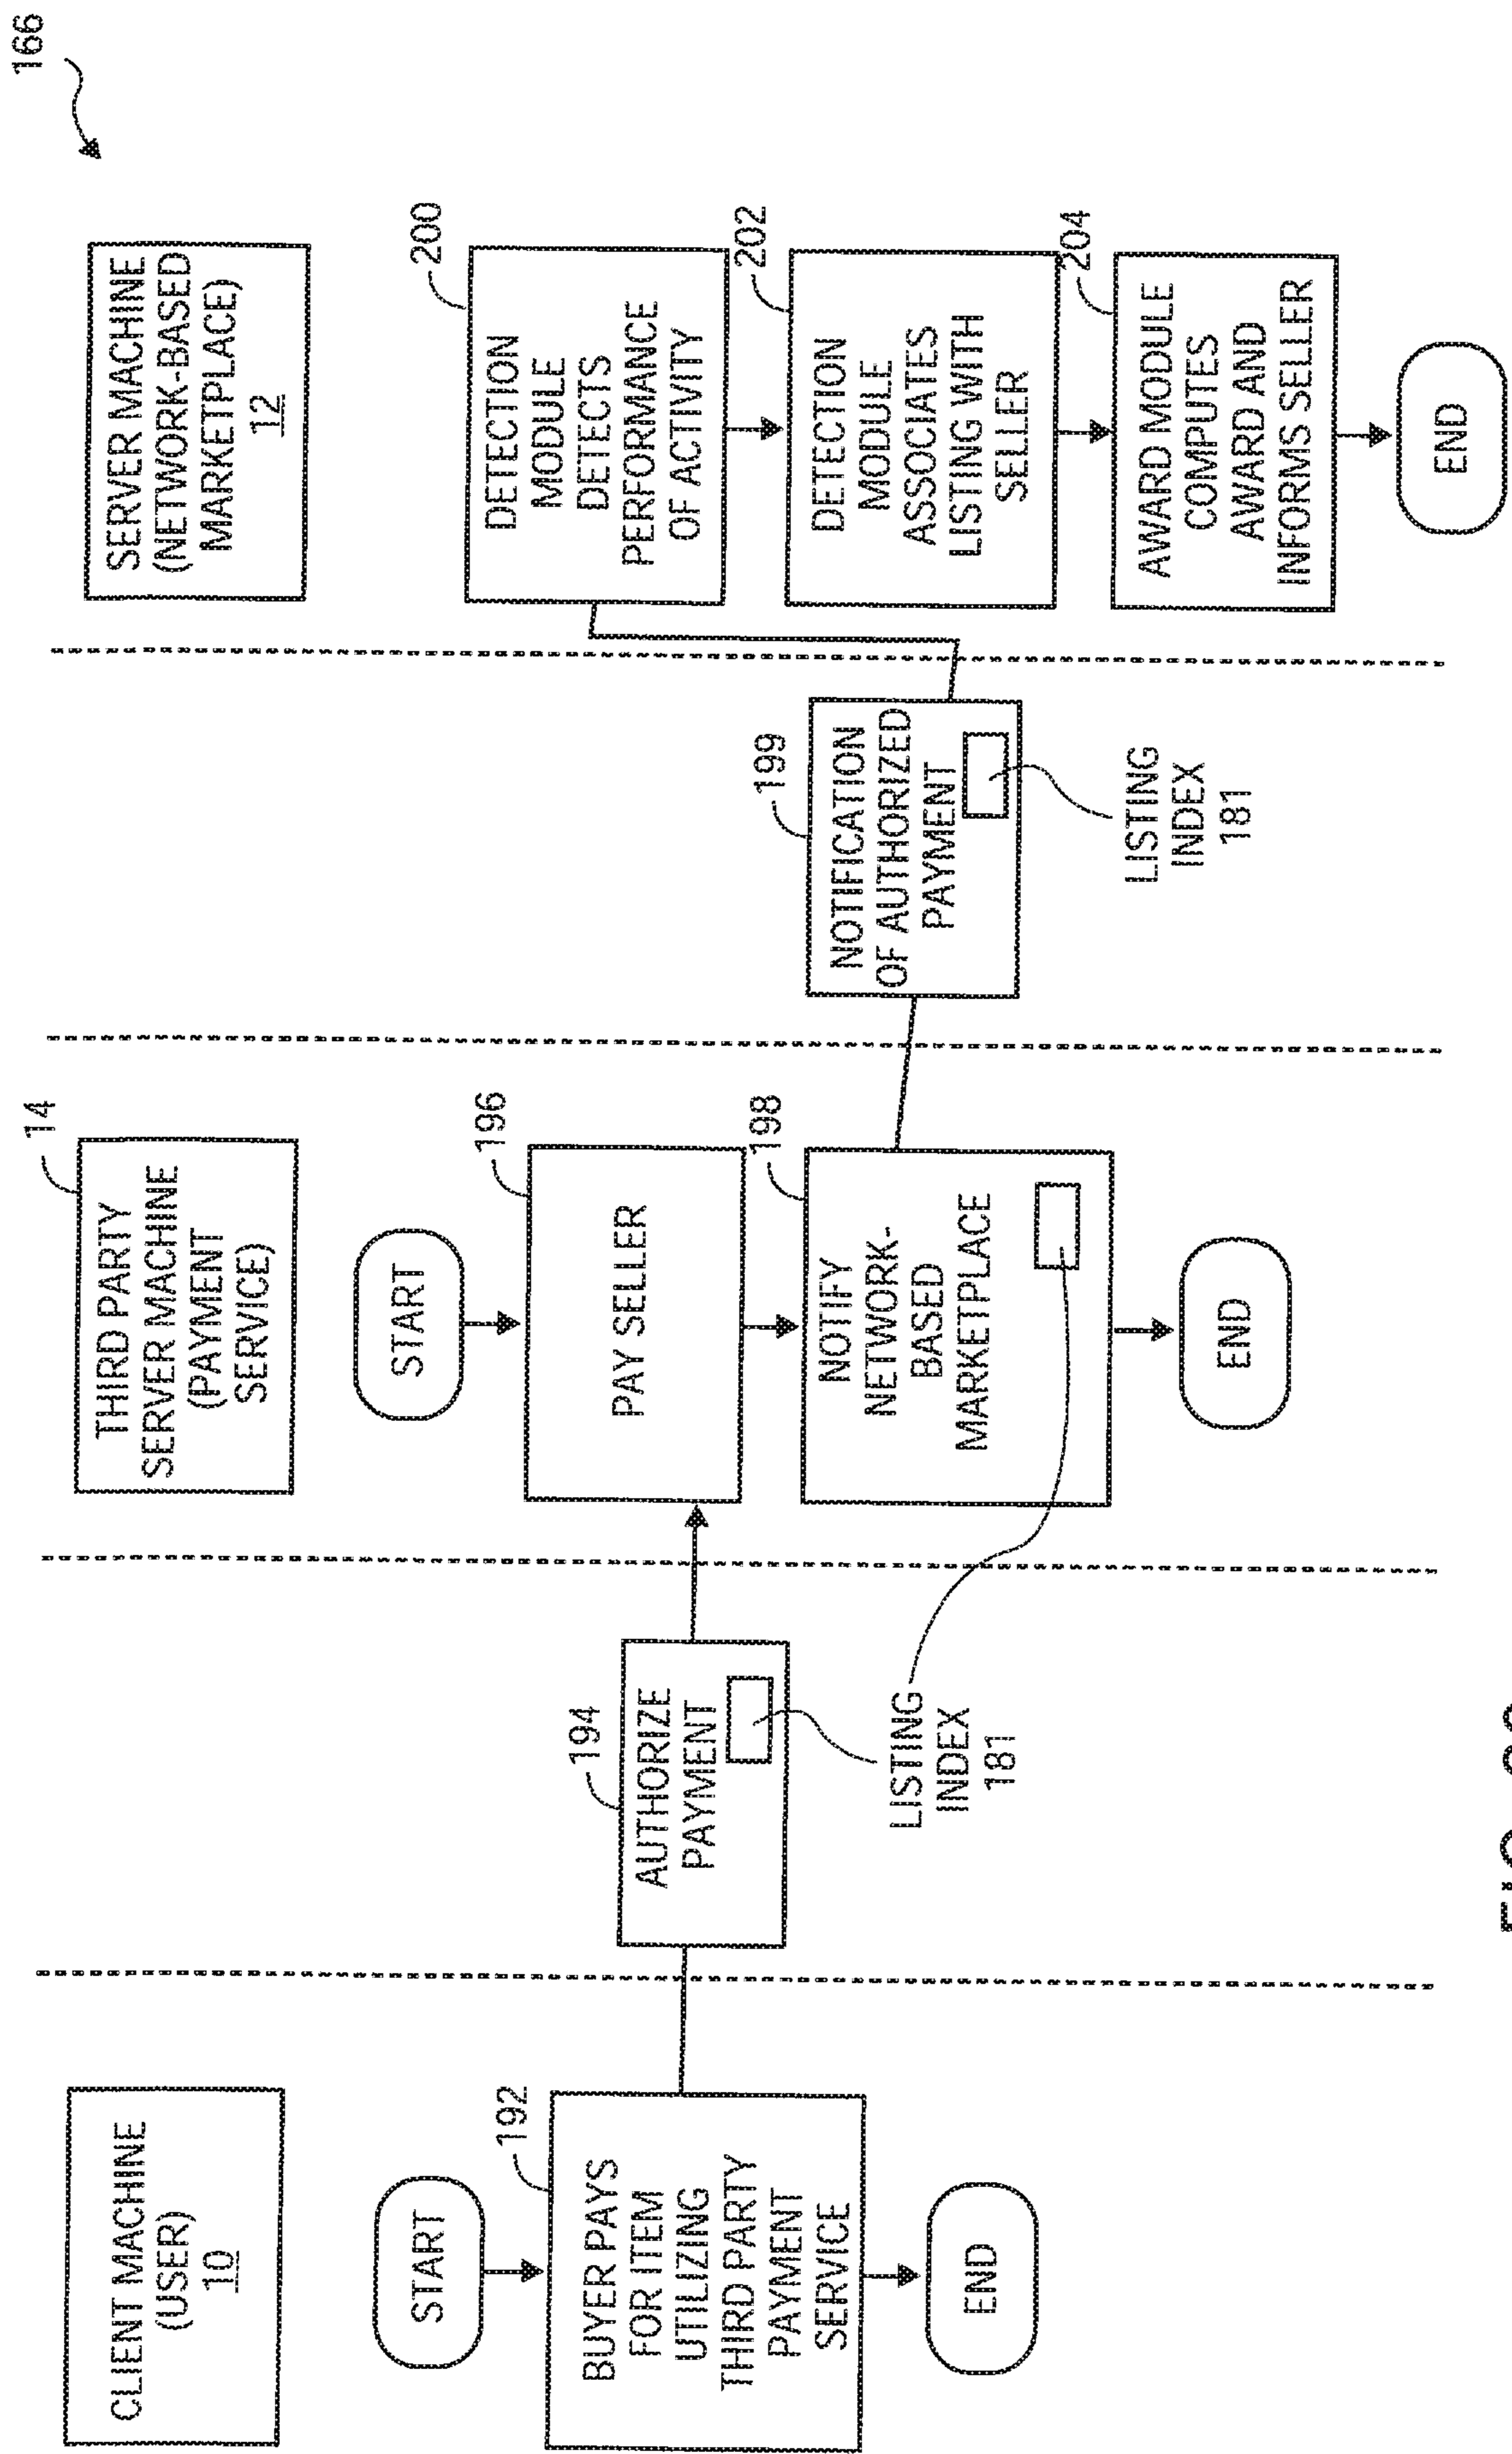 166
CLIENT MACHINE
(USER)
10
START
192
BUYER PAYS
FOR ITEM
UTILIZING
THIRD PARTY
PAYMENT
SERVICE
END
194
AUTHORIZE
PAYMENT
LISTING
INDEX
181
14
THIRD PARTY
SERVER MACHINE
(PAYMENT
SERVICE)
START
196
PAY SELLER
198
NOTIFY
NETWORK-
BASED
MARKETPLACE
END
199
NOTIFICATION
OF AUTHORIZED
PAYMENT
LISTING
INDEX
181
SERVER MACHINE
(NETWORK-BASED
MARKETPLACE)
12
200
DETECTION
MODULE
DETECTS
PERFORMANCE
OF ACTIVITY
202
DETECTION
MODULE
ASSOCIATES
LISTING WITH
SELLER
204
AWARD MODULE
COMPUTES
AWARD AND
INFORMS SELLER
END